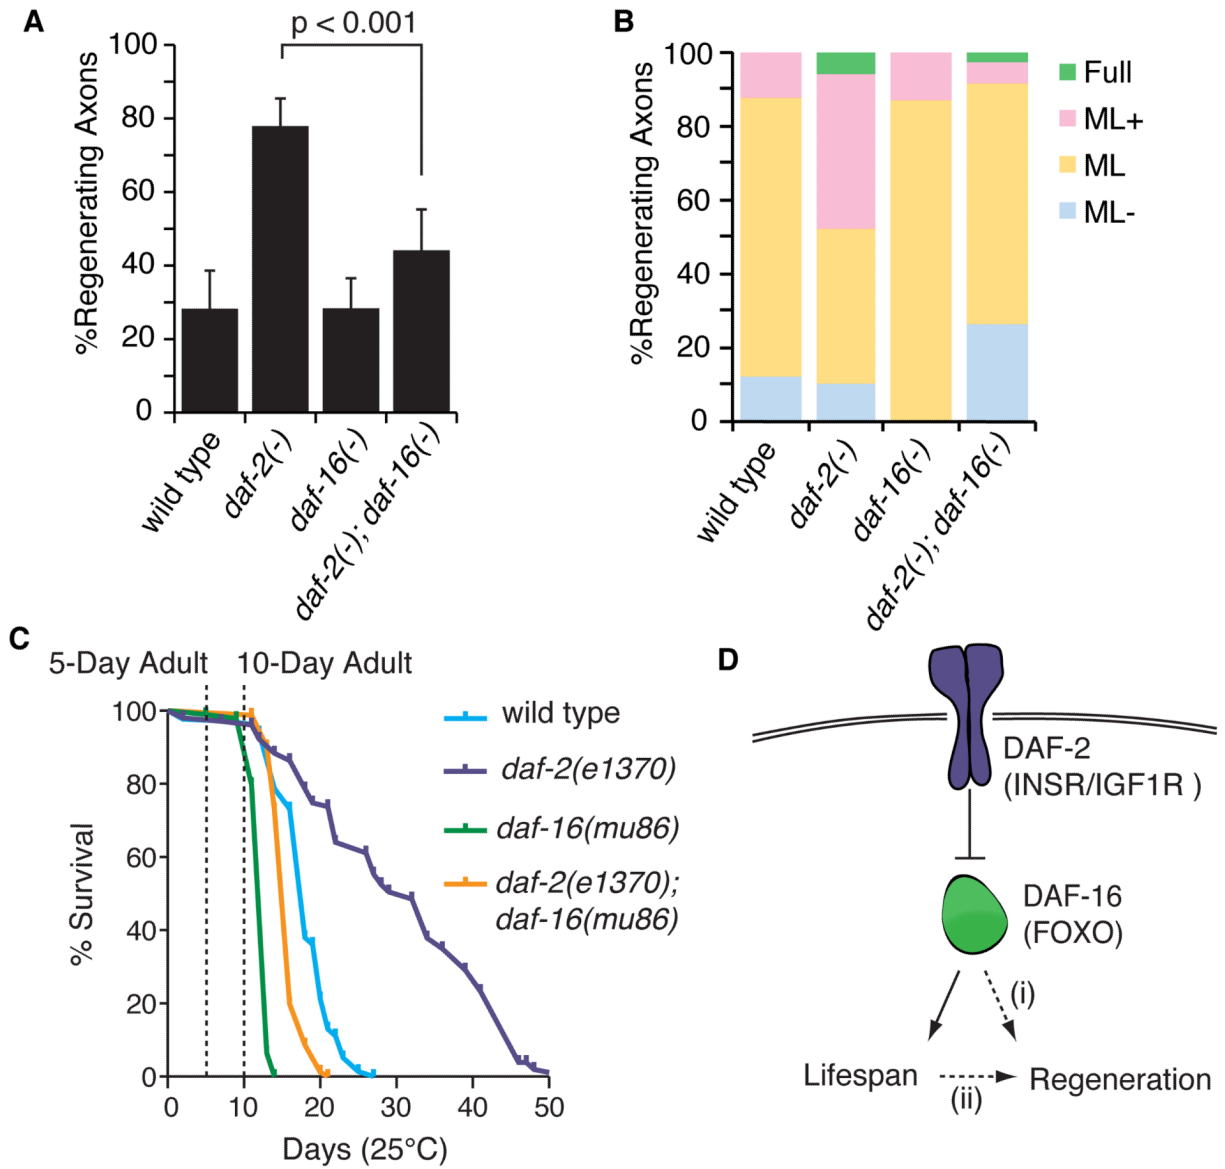 A
p < 0.001
%Regenerating Axons
100
80
60
40
20
0
wild type
daf-2(-)
daf-16(-)
daf-2(-); daf-16(-)
B
%Regenerating Axons
100
80
60
40
20
0
wild type
daf-2(-)
daf-16(-)
daf-2(-); daf-16(-)
Full
ML+
ML
ML-
C
5-Day Adult
10-Day Adult
% Survival
100
80
60
40
20
0
0
10
20
30
40
50
Days (25°C)
wild type
daf-2(e1370)
daf-16(mu86)
daf-2(e1370);
daf-16(mu86)
D
DAF-2
(INSR/IGF1R )
DAF-16
(FOXO)
(i)
Lifespan
(ii)
Regeneration